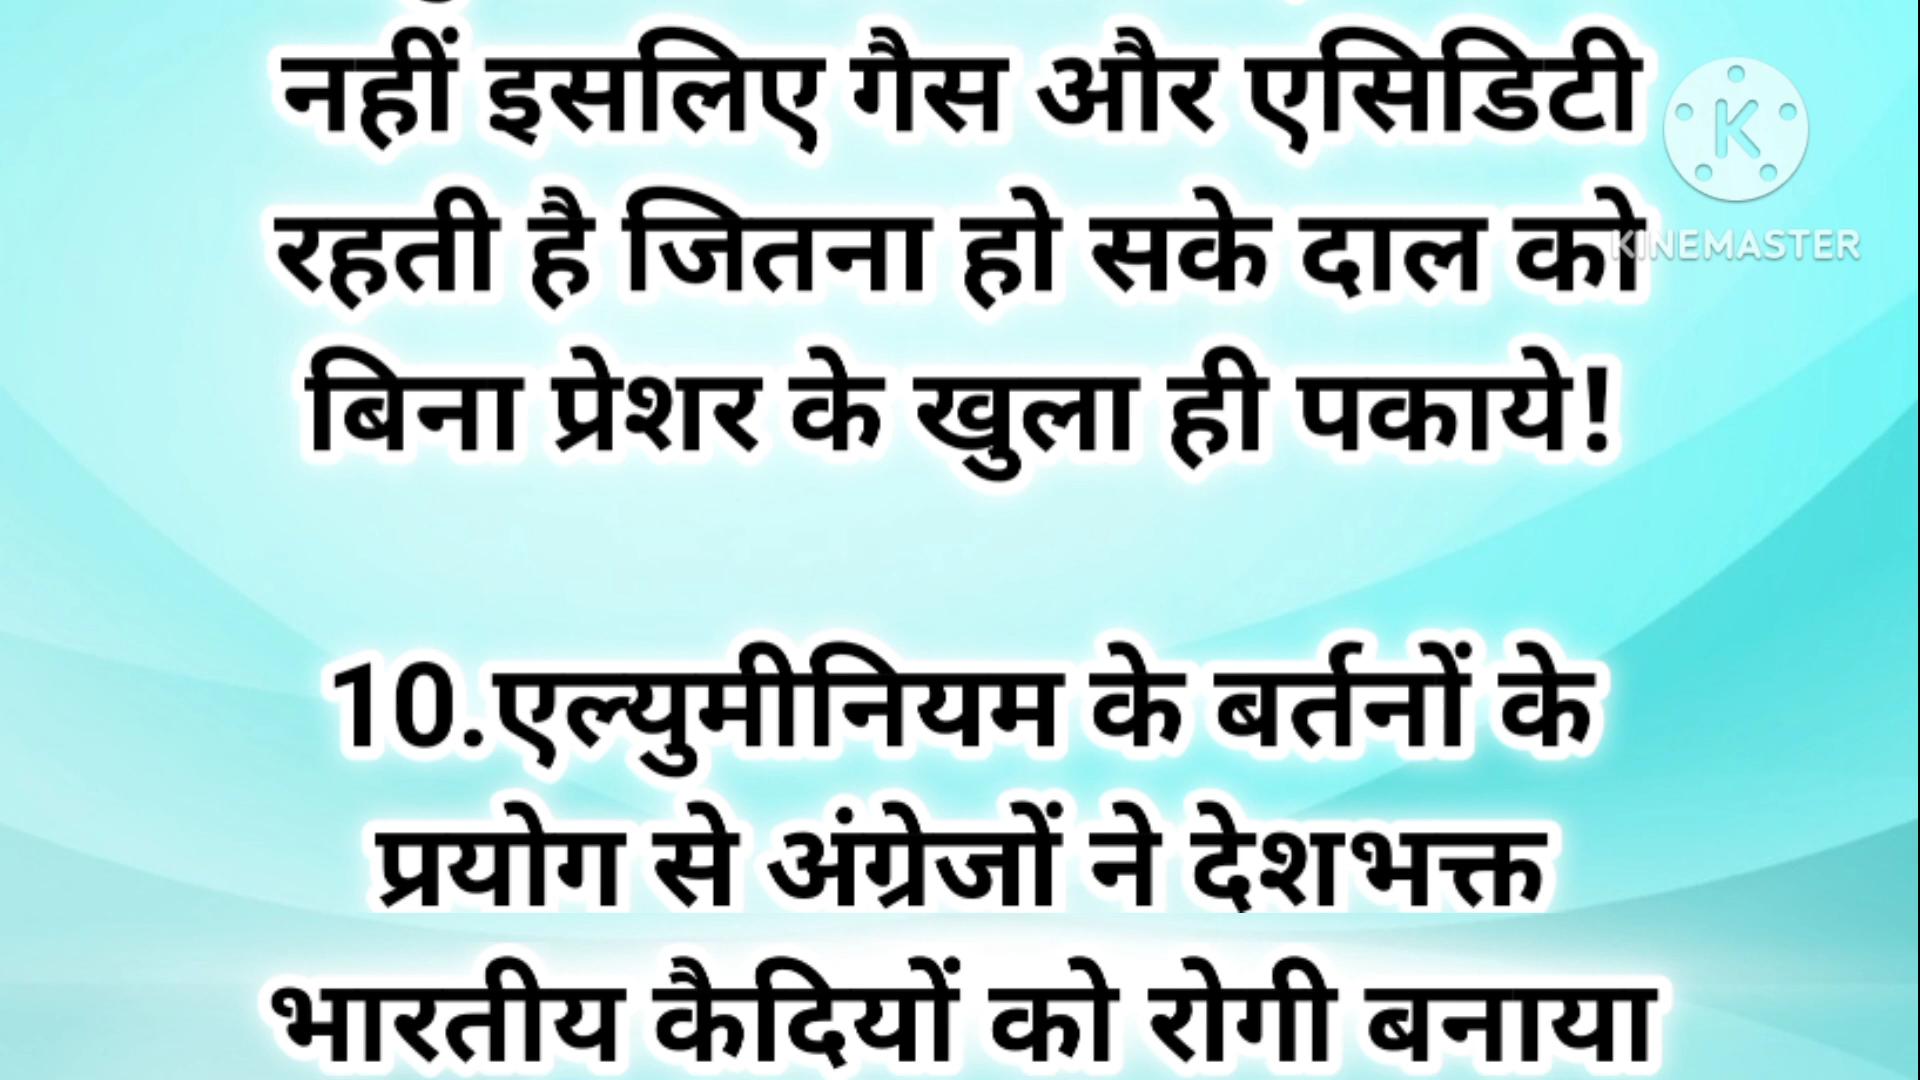 नहीं इसलिए गैस और एसिडिटी
रहती है जितना हो सके दाल को
बिना प्रेशर के खुला ही पकाये!
10.एल्युमीनियम के बर्तनों के
प्रयोग से अंग्रेजों ने देशभक्त
भारतीय कैदियों को रोगी बनाया
K
KINEMASTER